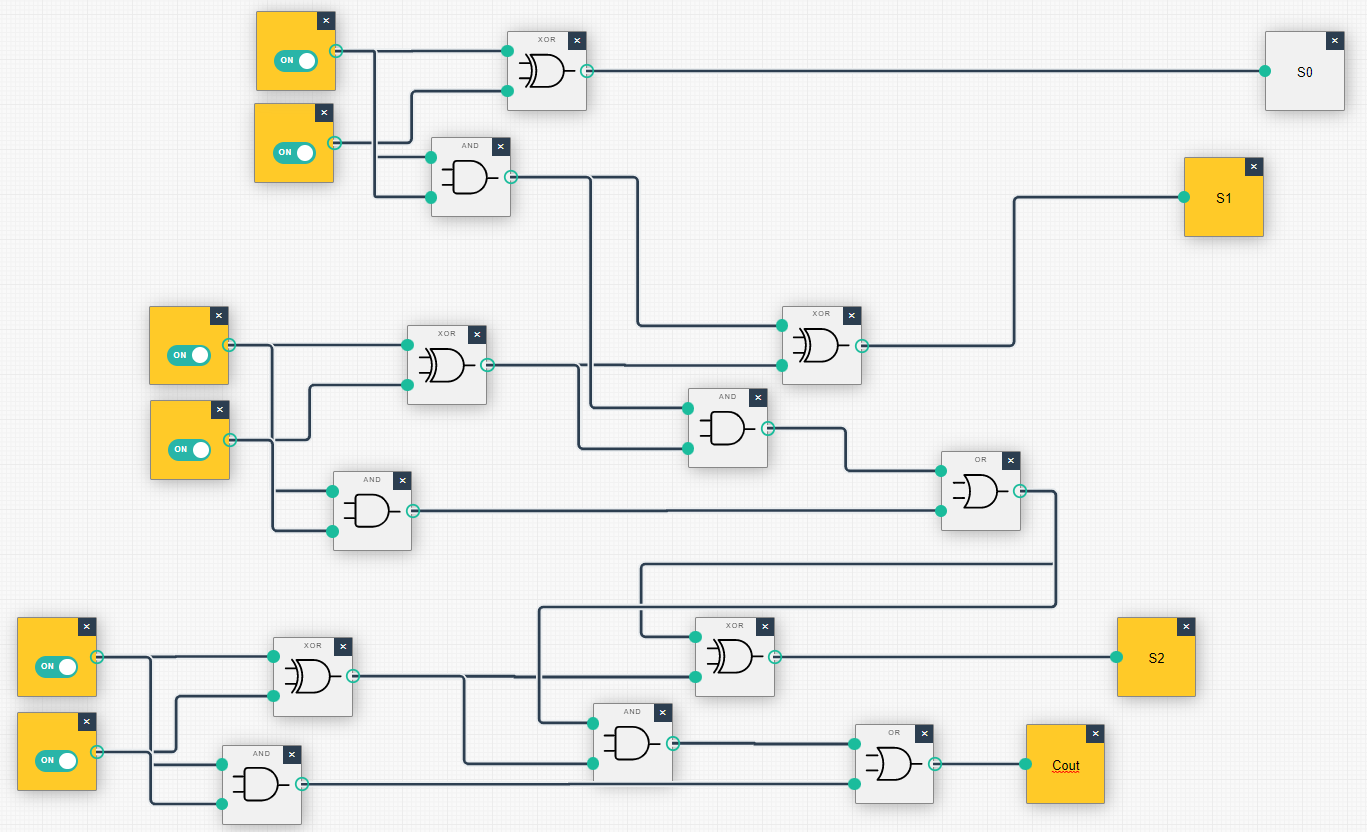 ON
XOR
S0
ON
AND
S1
ON
XOR
XOR
ON
AND
AND
OR
ON
XOR
XOR
S2
ON
AND
AND
OR
Cout